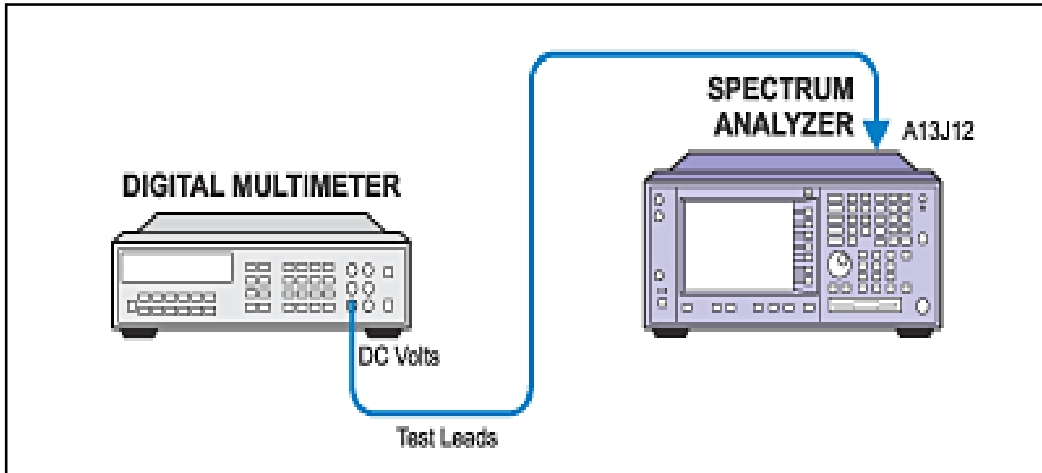 SPECTRUM
ANALYZER
A13J12
DIGITAL MULTIMETER
DC Volts
Test Leads